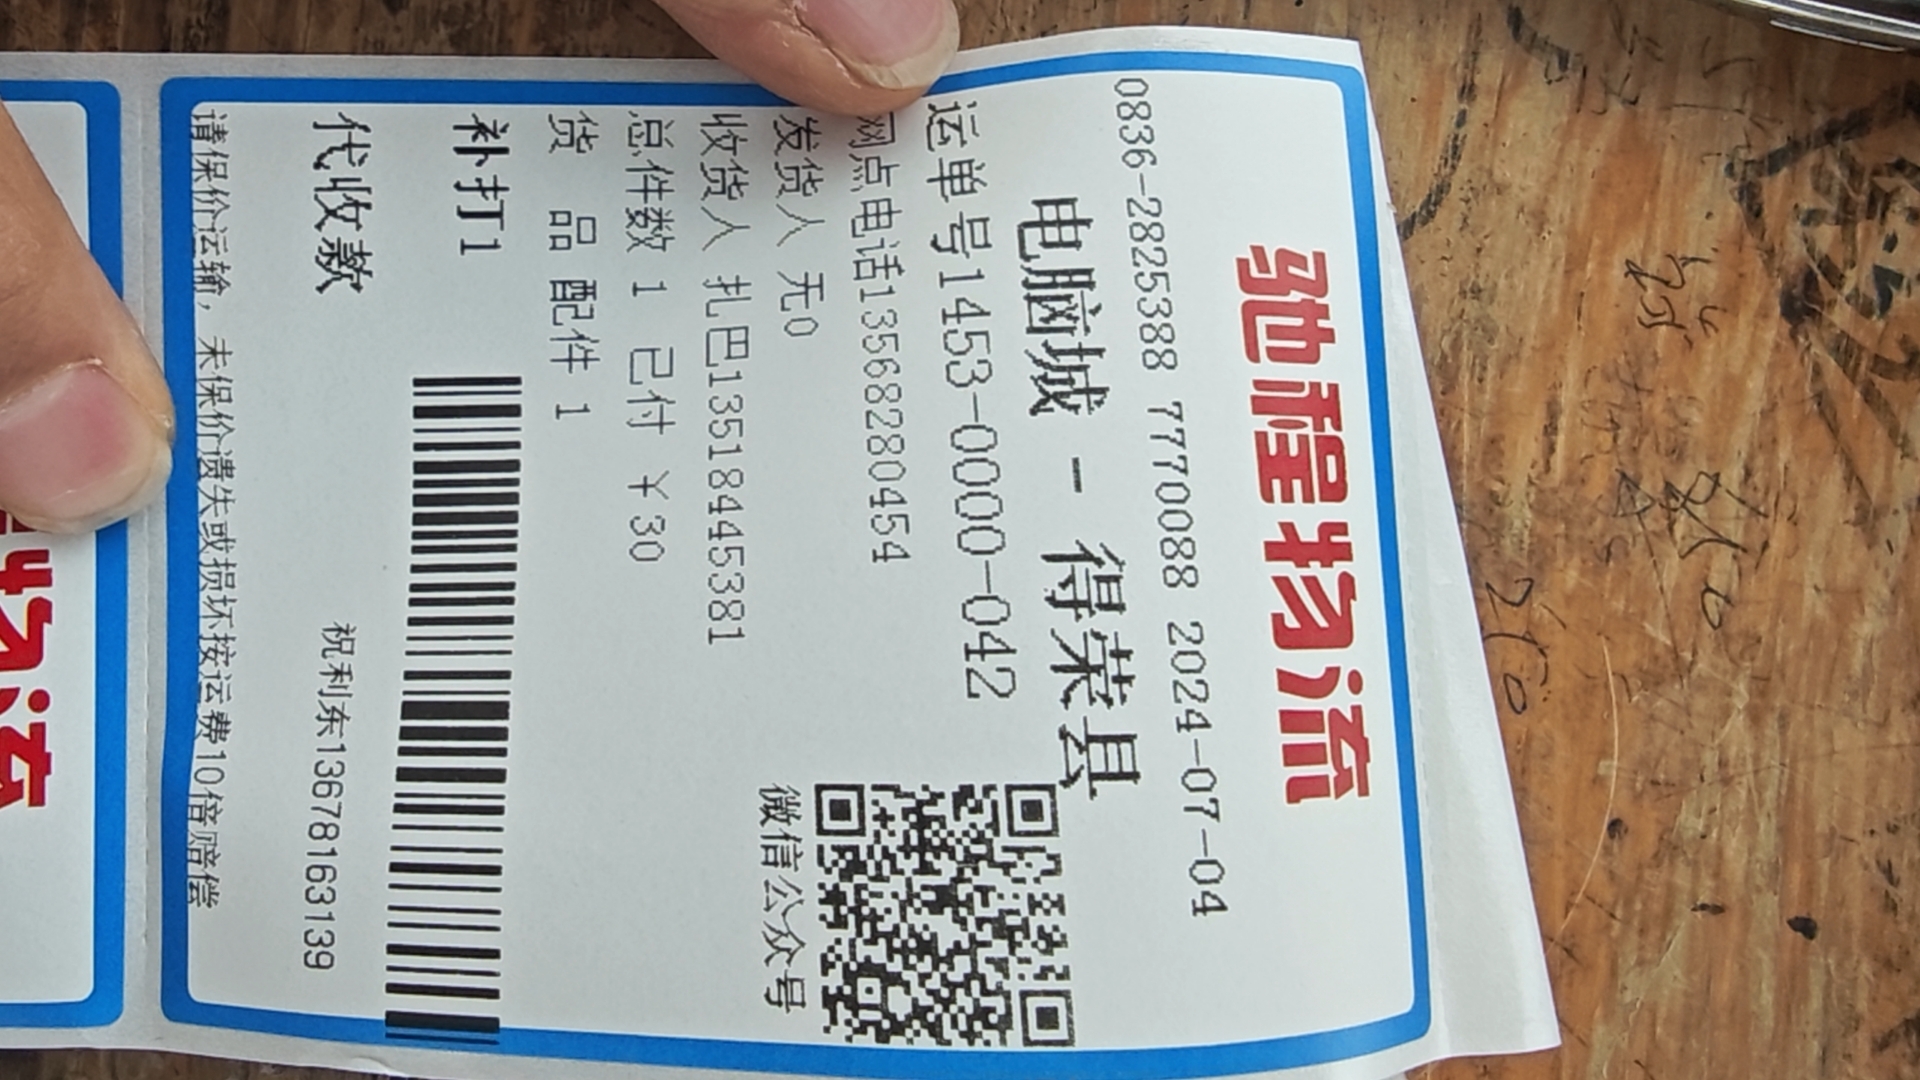 驰程物流
0836-2825388 7770088 2024-07-04
电脑城 - 得荣县
运单号1453-0000-042
网点电话13568280454
发货人 无0
收货人 扎巴13518445381
总件数 1 已付 ￥30
货 品 配件 1
补打1
代收款
祝利东13678163139
请保价运输，未保价遗失或损坏按运费10倍赔偿
微信公众号